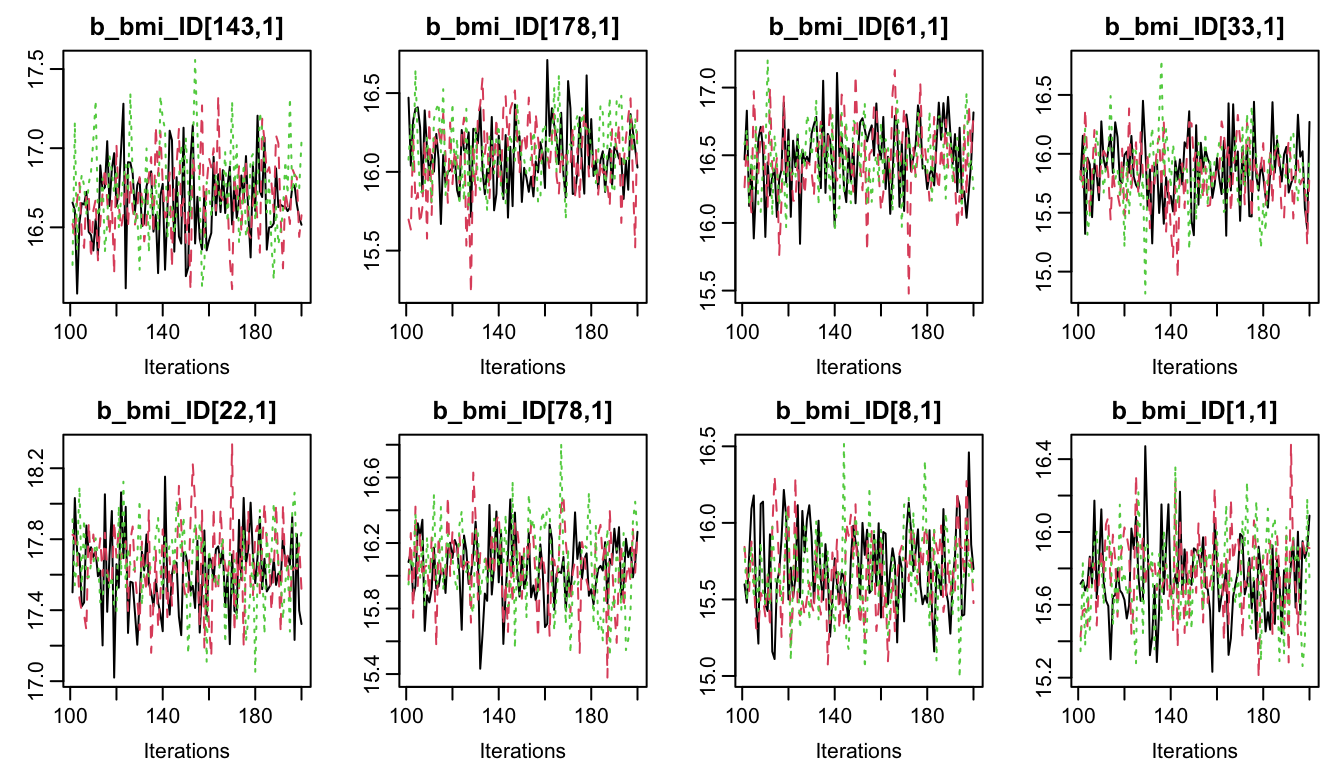 b_bmi_ID[143,1] b_bmi_ID[178,1] b_bmi_ID[61,1] b_bmi_ID[33,1]
17.5
17.0
16.5
100 140 180
Iterations
16.5
16.0
15.5
100 140 180
Iterations
17.0
16.5
16.0
15.5
100 140 180
Iterations
16.5
16.0
15.5
15.0
100 140 180
Iterations
b_bmi_ID[22,1] b_bmi_ID[78,1] b_bmi_ID[8,1] b_bmi_ID[1,1]
18.2
17.8
17.4
17.0
100 140 180
Iterations
16.6
16.2
15.8
15.4
100 140 180
Iterations
16.5
16.0
15.5
15.0
100 140 180
Iterations
16.4
16.0
15.6
15.2
100 140 180
Iterations